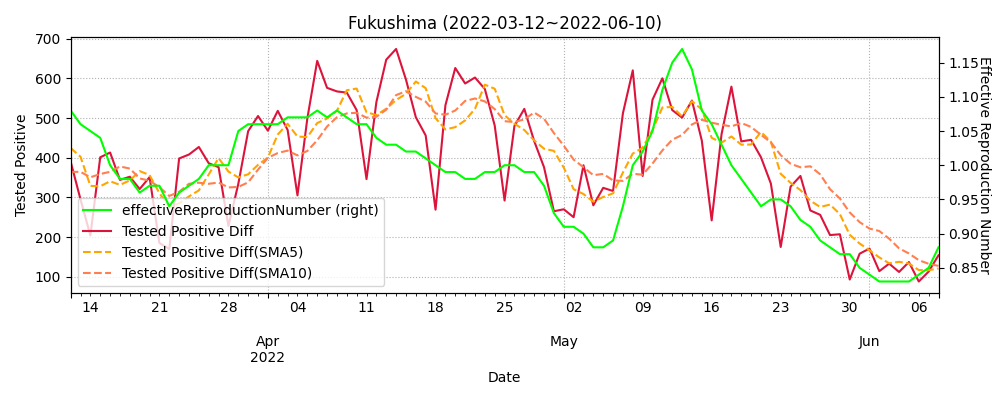 Fukushima (2022-03-12~2022-06-10)
Tested Positive
700
600
500
400
300
200
100
1.15
1.10
1.05
1.00
0.95
0.90
0.85
Effective Reproduction Number
effectiveReproductionNumber (right)
Tested Positive Diff
Tested Positive Diff(SMA5)
Tested Positive Diff(SMA10)
14 21 28 04 11 18 25 02 09 16 23 30 06
Apr May Jun
2022
Date